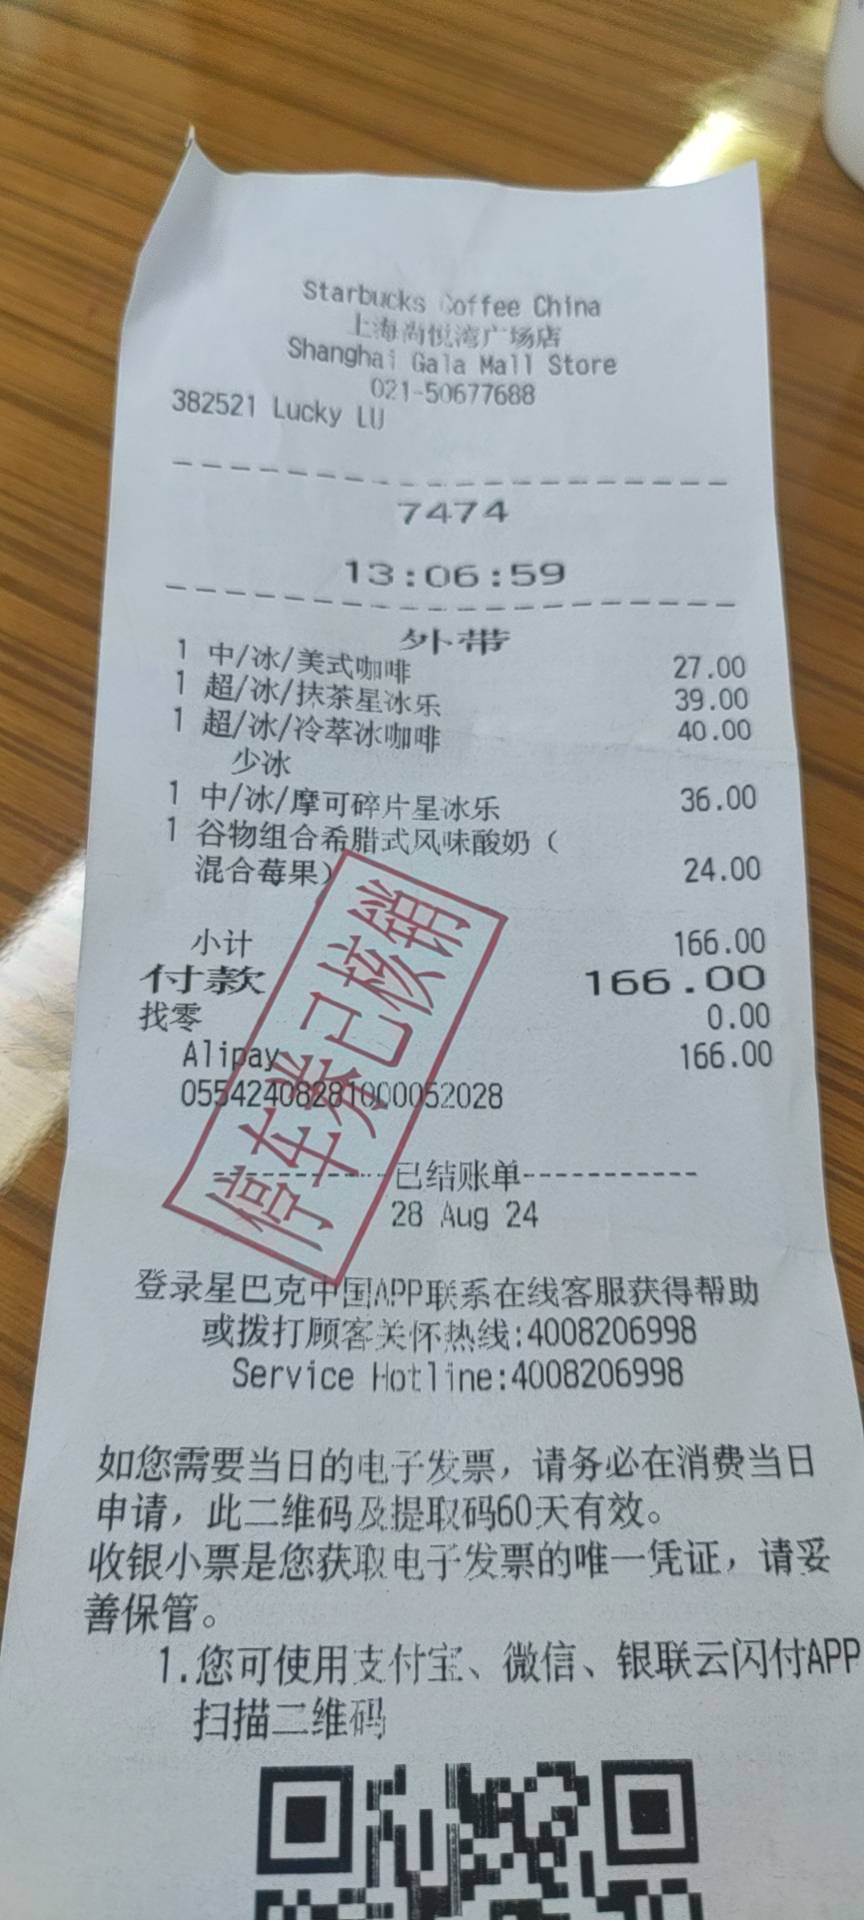 Starbucks Coffee China
上海尚悦湾广场店
Shanghai Gala Mall Store
021-50677688
382521 Lucky LU
7474
13:06:59
外带
1 中/冰/美式咖啡 27.00
1 超/冰/抹茶星冰乐 39.00
1 超/冰/冷萃冰咖啡 40.00
少冰
1 中/冰/摩可碎片星冰乐 36.00
1 谷物组合希腊式风味酸奶（
混合莓果） 24.00
小计 166.00
付款 166.00
找零 0.00
Alipay 166.00
05542408281000052028
停车券已核销
-----------已结账单-----------
28 Aug 24
登录星巴克中国APP联系在线客服获得帮助
或拨打顾客关怀热线:4008206998
Service Hotline:4008206998
如您需要当日的电子发票，请务必在消费当日
申请，此二维码及提取码60天有效。
收银小票是您获取电子发票的唯一凭证，请妥
善保管。
1.您可使用支付宝、微信、银联云闪付APP
扫描二维码